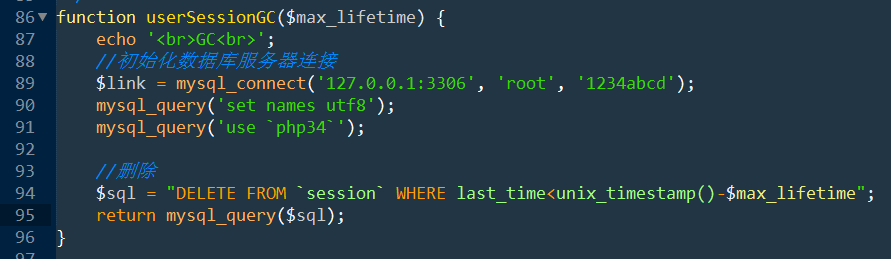 86 function userSessionGC($max_lifetime) {
87 echo '<br>GC<br>';
88 //初始化数据库服务器连接
89 $link = mysql_connect('127.0.0.1:3306', 'root', '1234abcd');
90 mysql_query('set names utf8');
91 mysql_query('use `php34`');
92
93 //删除
94 $sql = "DELETE FROM `session` WHERE last_time<unix_timestamp()-$max_lifetime";
95 return mysql_query($sql);
96 }